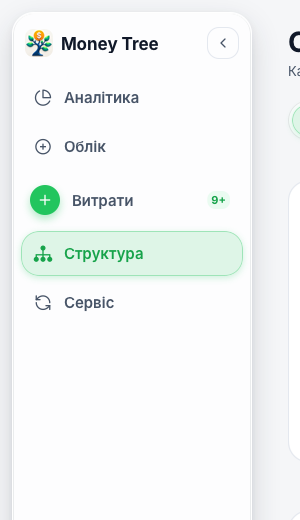 Money Tree
Аналітика
Облік
Витрати 9+
Структура
Сервіс